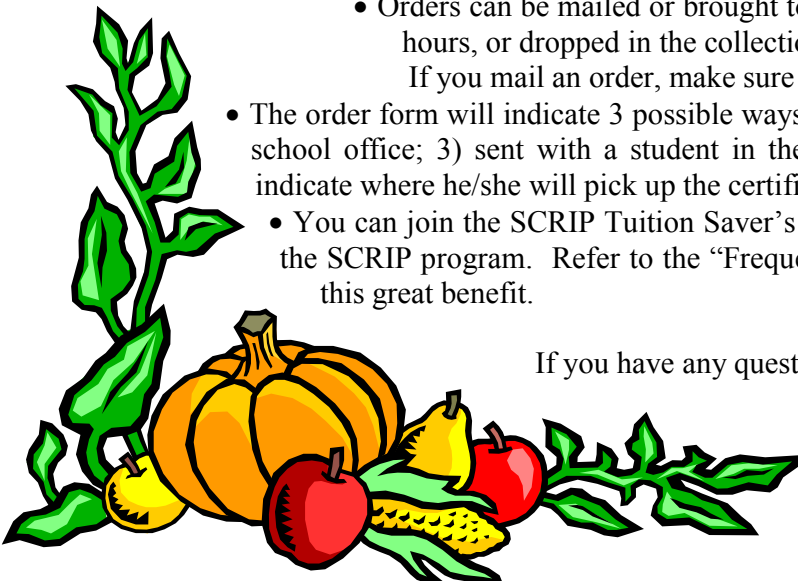 • Orders can be mailed or brought to
hours, or dropped in the collectio
If you mail an order, make sure
• The order form will indicate 3 possible ways
school office; 3) sent with a student in the
indicate where he/she will pick up the certifi
• You can join the SCRIP Tuition Saver’s
the SCRIP program. Refer to the “Freque
this great benefit.
If you have any quest